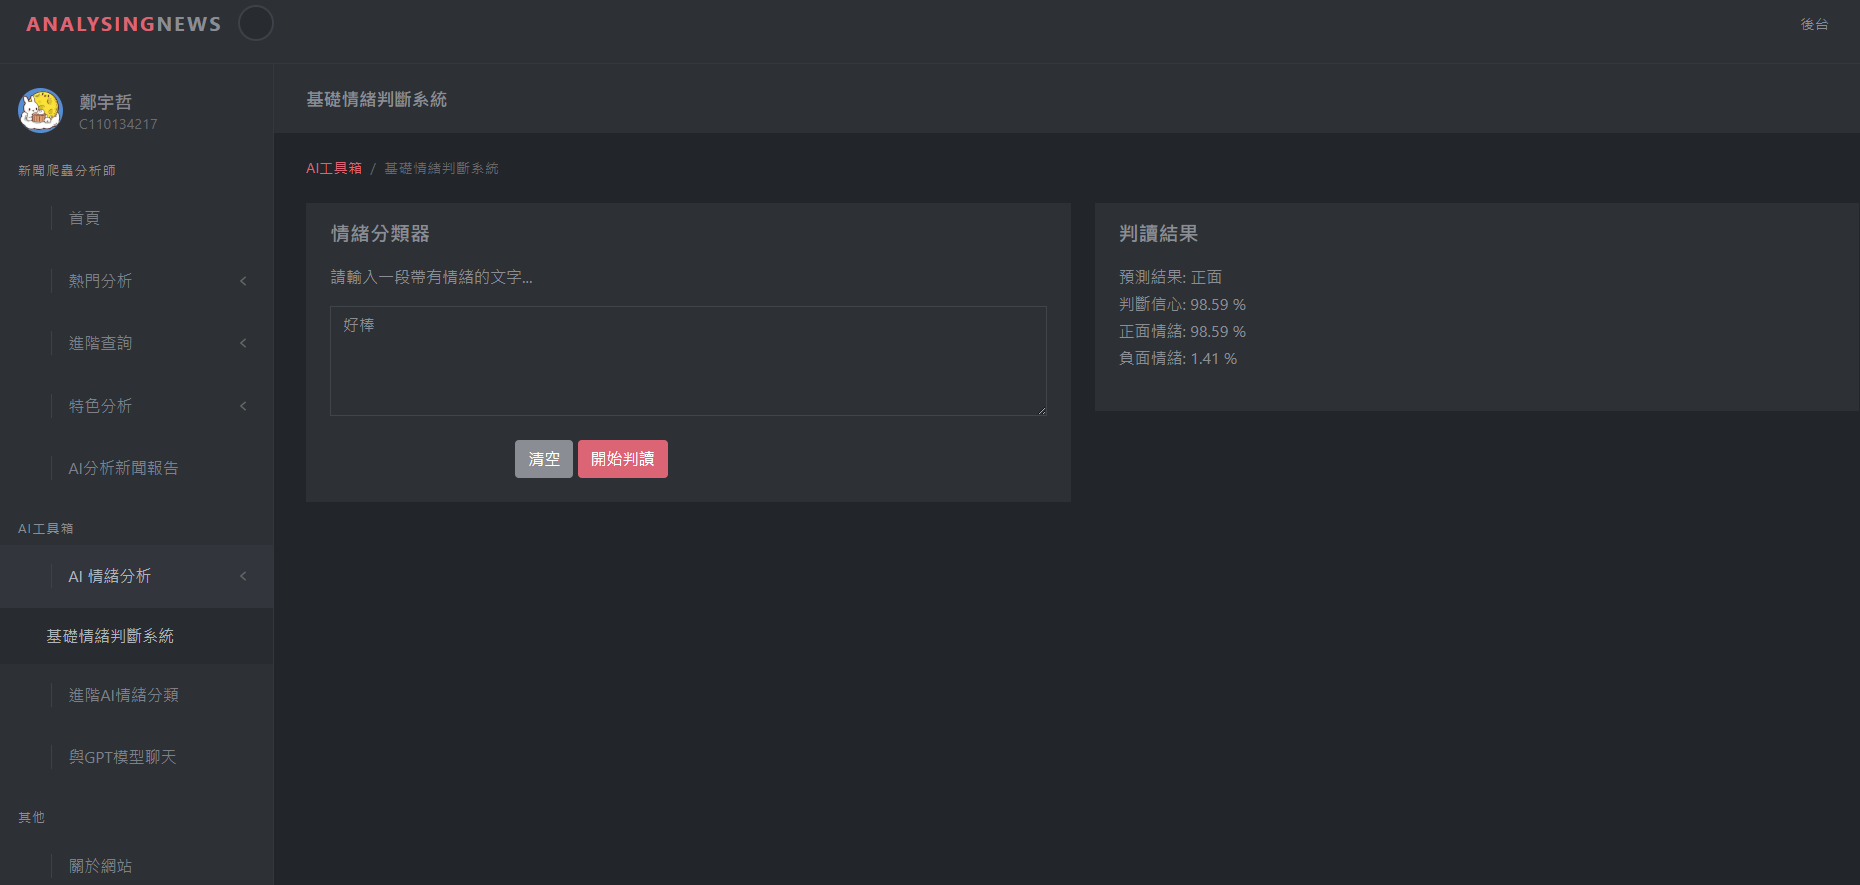 ANALYSINGNEWS
後台
鄭宇哲
C110134217
新聞爬蟲分析師
首頁
熱門分析
進階查詢
特色分析
AI分析新聞報告
AI工具箱
AI 情緒分析
基礎情緒判斷系統
進階AI情緒分類
與GPT模型聊天
其他
關於網站
基礎情緒判斷系統
AI工具箱 / 基礎情緒判斷系統
情緒分類器
請輸入一段帶有情緒的文字...
好棒
清空 開始判讀
判讀結果
預測結果: 正面
判斷信心: 98.59 %
正面情緒: 98.59 %
負面情緒: 1.41 %